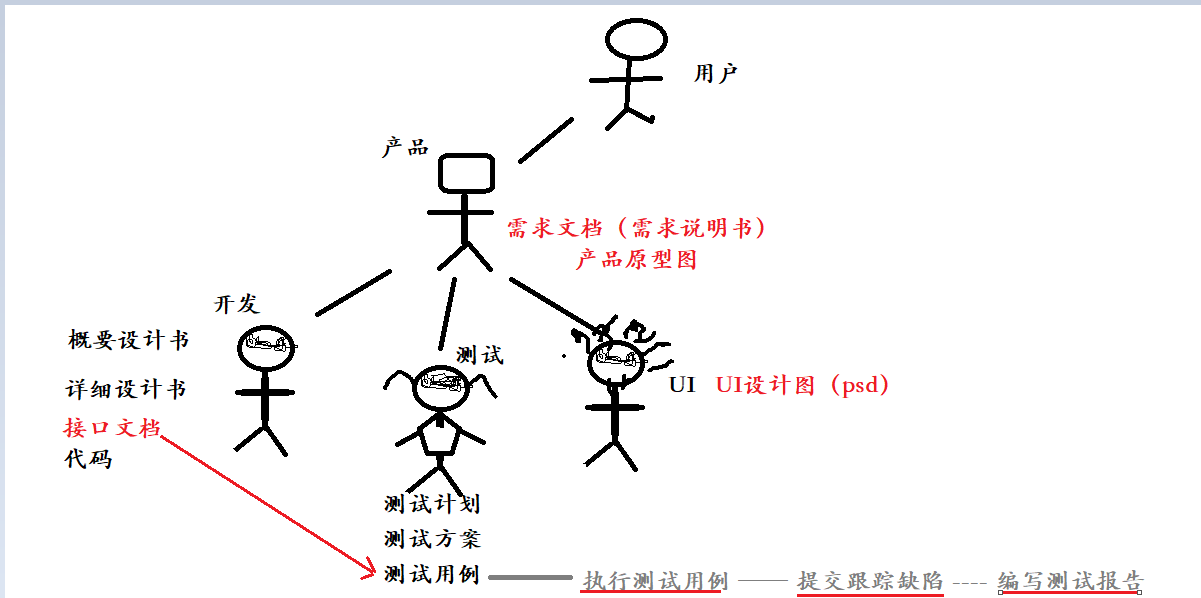 用户
产品
需求文档（需求说明书）
产品原型图
开发
概要设计书
测试
详细设计书
UI UI设计图（psd）
接口文档
代码
测试计划
测试方案
测试用例 执行测试用例 提交跟踪缺陷 ---- 编写测试报告